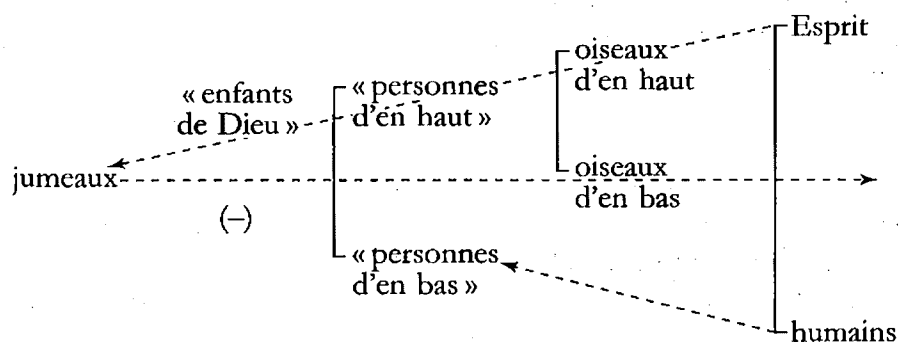 Esprit
oiseaux
d'en haut
« enfants
de Dieu »
« personnes
d'en haut »
jumeaux
oiseaux
d'en bas
(–)
« personnes
d'en bas »
humains